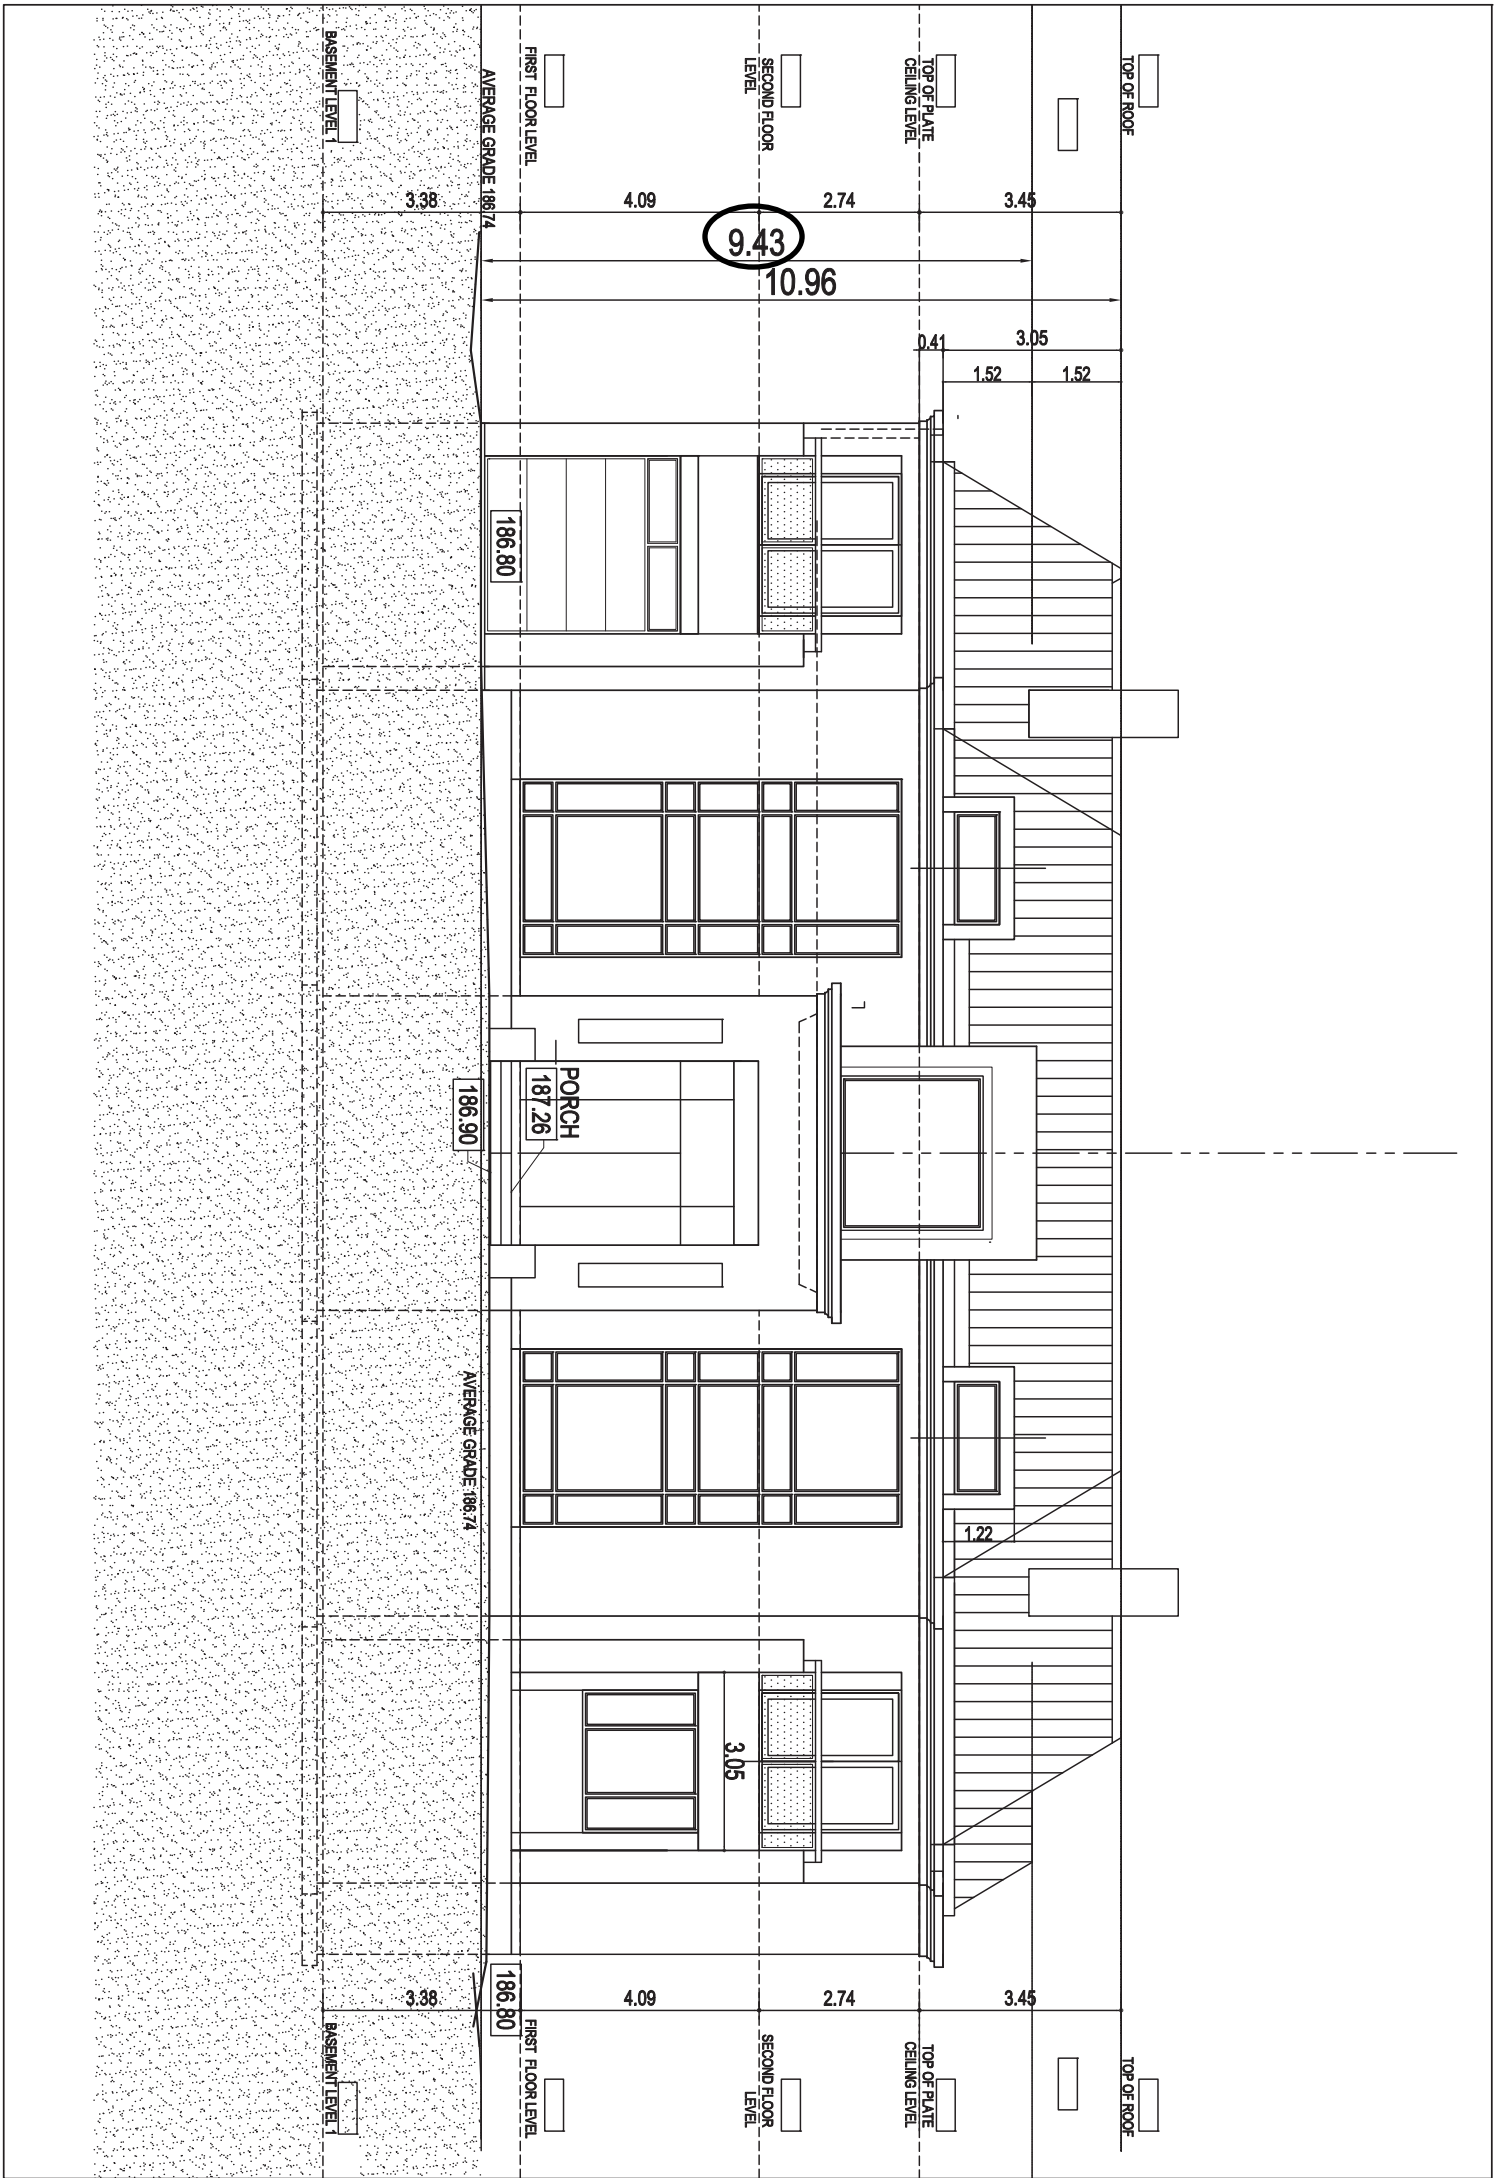 BASEMENT LEVEL 1
AVERAGE GRADE 186.74
FIRST FLOOR LEVEL
SECOND FLOOR
LEVEL
TOP OF PLATE
CEILING LEVEL
TOP OF ROOF
3.38
4.09
2.74
3.45
9.43
10.96
0.41
3.05
1.52
1.52
186.80
PORCH
187.26
186.90
AVERAGE GRADE 186.74
1.22
3.05
186.80
3.38
4.09
2.74
3.45
BASEMENT LEVEL 1
FIRST FLOOR LEVEL
SECOND FLOOR
LEVEL
TOP OF PLATE
CEILING LEVEL
TOP OF ROOF